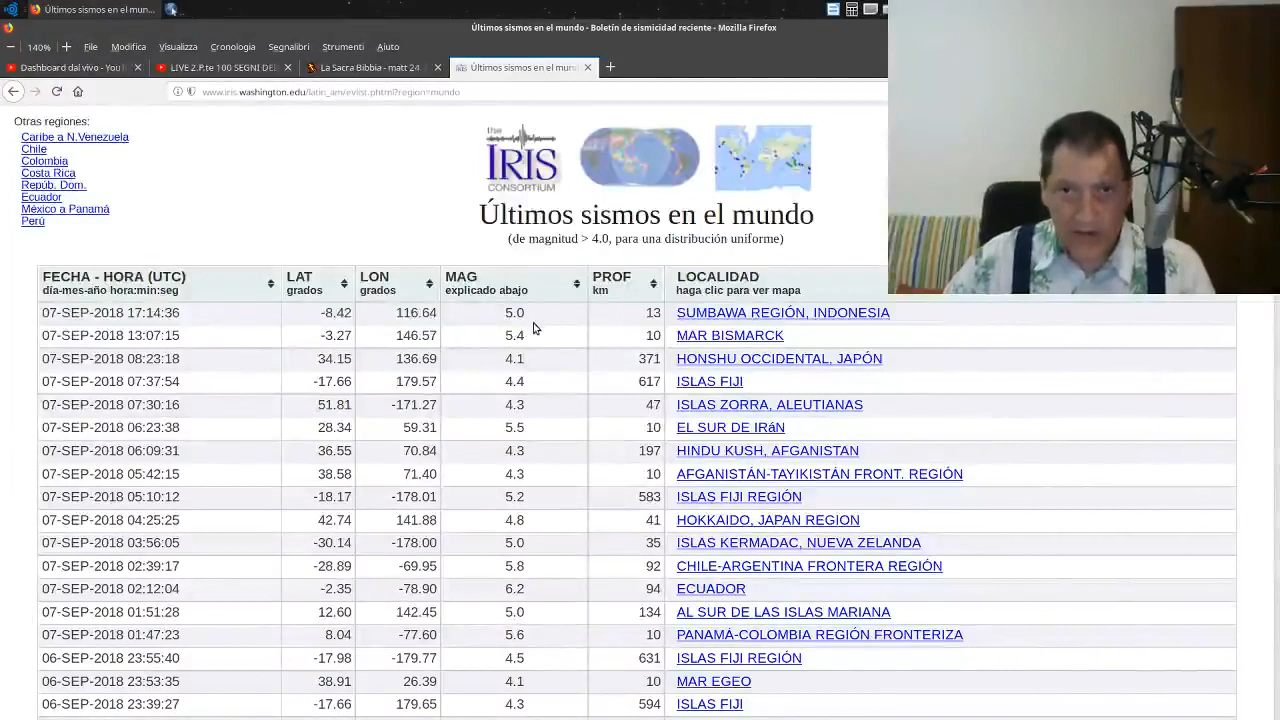 Últimos sismos en el mun...
Últimos sismos en el mundo - Boletín de sismicidad reciente - Mozilla Firefox
140% File Modifica Visualizza Cronologia Segnalibri Strumenti Aiuto
Dashboard dal vivo - You
LIVE 2.P.te 100 SEGNI DEL
La Sacra Bibbia - matt 24
Últimos sismos en el mun
www.iris.washington.edu/latin_am/evlist.phtml?region=mundo
Otras regiones:
Caribe a N.Venezuela
Chile
Colombia
Costa Rica
Repúb. Dom.
Ecuador
México a Panamá
Perú
the
IRIS
CONSORTIUM
Últimos sismos en el mundo
(de magnitud > 4.0, para una distribución uniforme)
FECHA - HORA (UTC) LAT LON MAG PROF LOCALIDAD
día-mes-año hora:min:seg grados grados explicado abajo km haga clic para ver mapa
07-SEP-2018 17:14:36 -8.42 116.64 5.0 13 SUMBAWA REGIÓN, INDONESIA
07-SEP-2018 13:07:15 -3.27 146.57 5.4 10 MAR BISMARCK
07-SEP-2018 08:23:18 34.15 136.69 4.1 371 HONSHU OCCIDENTAL, JAPÓN
07-SEP-2018 07:37:54 -17.66 179.57 4.4 617 ISLAS FIJI
07-SEP-2018 07:30:16 51.81 -171.27 4.3 47 ISLAS ZORRA, ALEUTIANAS
07-SEP-2018 06:23:38 28.34 59.31 5.5 10 EL SUR DE IRáN
07-SEP-2018 06:09:31 36.55 70.84 4.3 197 HINDU KUSH, AFGANISTAN
07-SEP-2018 05:42:15 38.58 71.40 4.3 10 AFGANISTÁN-TAYIKISTÁN FRONT. REGIÓN
07-SEP-2018 05:10:12 -18.17 -178.01 5.2 583 ISLAS FIJI REGIÓN
07-SEP-2018 04:25:25 42.74 141.88 4.8 41 HOKKAIDO, JAPAN REGION
07-SEP-2018 03:56:05 -30.14 -178.00 5.0 35 ISLAS KERMADAC, NUEVA ZELANDA
07-SEP-2018 02:39:17 -28.89 -69.95 5.8 92 CHILE-ARGENTINA FRONTERA REGIÓN
07-SEP-2018 02:12:04 -2.35 -78.90 6.2 94 ECUADOR
07-SEP-2018 01:51:28 12.60 142.45 5.0 134 AL SUR DE LAS ISLAS MARIANA
07-SEP-2018 01:47:23 8.04 -77.60 5.6 10 PANAMÁ-COLOMBIA REGIÓN FRONTERIZA
06-SEP-2018 23:55:40 -17.98 -179.77 4.5 631 ISLAS FIJI REGIÓN
06-SEP-2018 23:53:35 38.91 26.39 4.1 10 MAR EGEO
06-SEP-2018 23:39:27 -17.66 179.65 4.3 594 ISLAS FIJI